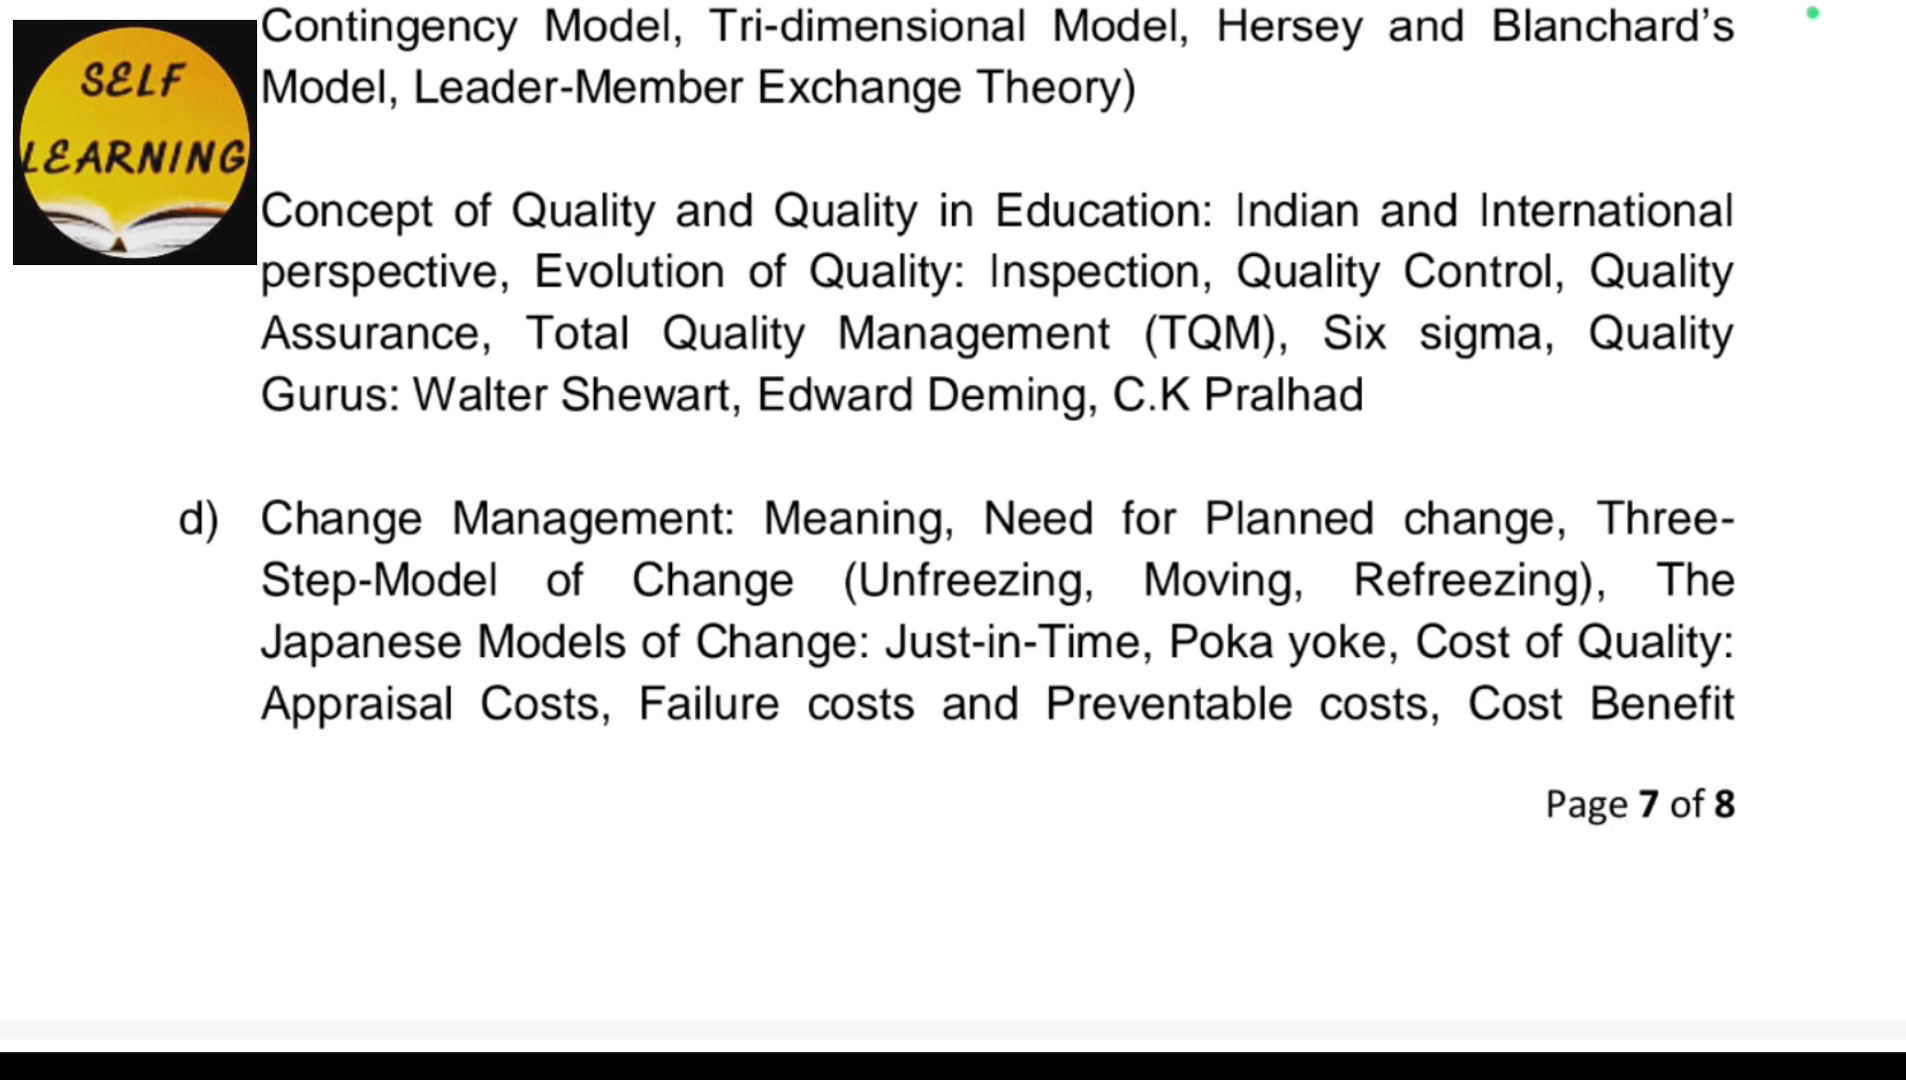 SELF
LEARNING
Contingency Model, Tri-dimensional Model, Hersey and Blanchard’s
Model, Leader-Member Exchange Theory)
Concept of Quality and Quality in Education: Indian and International
perspective, Evolution of Quality: Inspection, Quality Control, Quality
Assurance, Total Quality Management (TQM), Six sigma, Quality
Gurus: Walter Shewart, Edward Deming, C.K Pralhad
d) Change Management: Meaning, Need for Planned change, Three-
Step-Model of Change (Unfreezing, Moving, Refreezing), The
Japanese Models of Change: Just-in-Time, Poka yoke, Cost of Quality:
Appraisal Costs, Failure costs and Preventable costs, Cost Benefit
Page 7 of 8